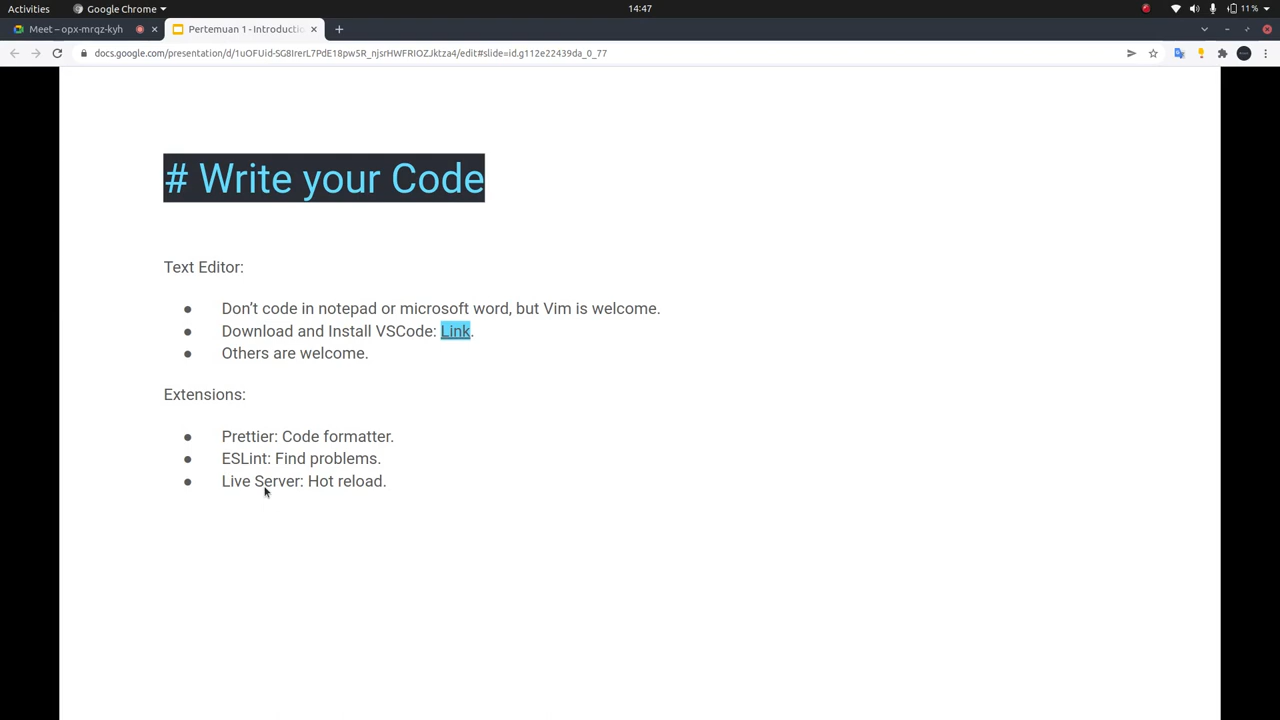 Activities
Google Chrome
14:47
11 %
Meet – opx-mrqz-kyh
Pertemuan 1 - Introductio
docs.google.com/presentation/d/1uOFUid-SG8IrerL7PdE18pw5R_njsrHWFRIOZJktza4/edit#slide=id.g112e22439da_0_77
# Write your Code
Text Editor:
● Don’t code in notepad or microsoft word, but Vim is welcome.
● Download and Install VSCode: Link.
● Others are welcome.
Extensions:
● Prettier: Code formatter.
● ESLint: Find problems.
● Live Server: Hot reload.